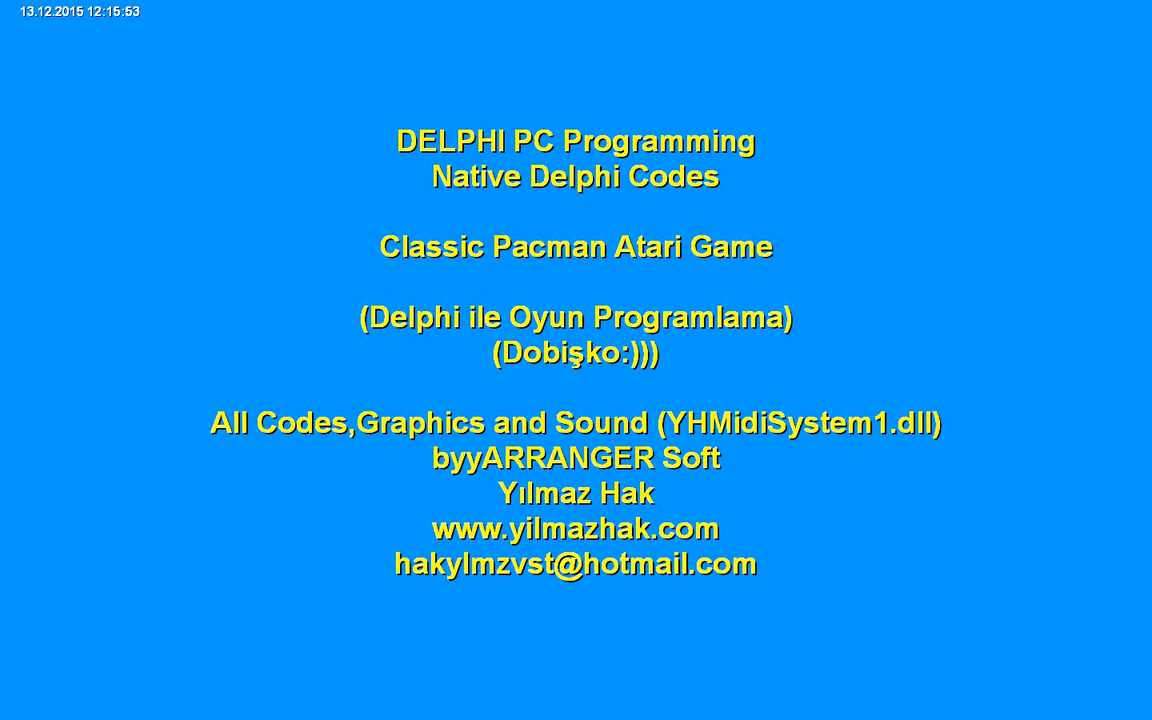 13.12.2015 12:15:53
DELPHI PC Programming
Native Delphi Codes
Classic Pacman Atari Game
(Delphi ile Oyun Programlama)
(Dobişko:)))
All Codes,Graphics and Sound (YHMidiSystem1.dll)
byyARRANGER Soft
Yılmaz Hak
www.yilmazhak.com
hakylmzvst@hotmail.com